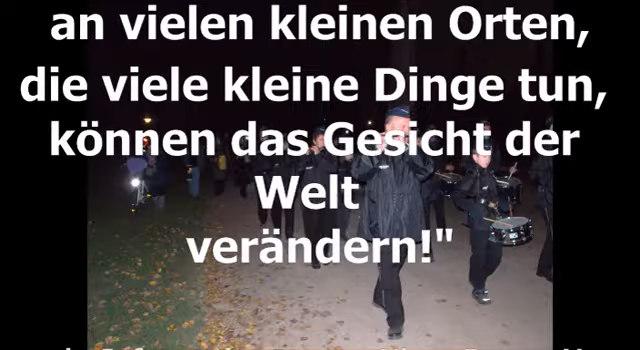 an vielen kleinen Orten,
die viele kleine Dinge tun,
können das Gesicht der
Welt
verändern!"